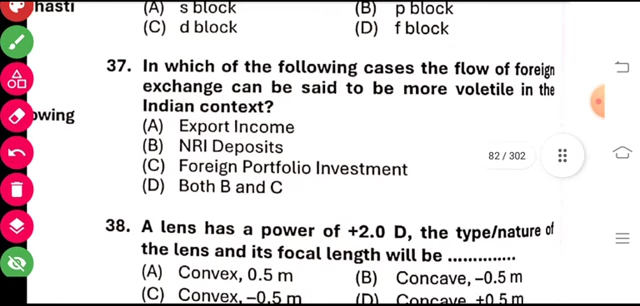 hasti
(A) s block (B) p block
(C) d block (D) f block
37. In which of the following cases the flow of foreign
exchange can be said to be more voletile in the
Indian context?
owing
(A) Export Income
(B) NRI Deposits
(C) Foreign Portfolio Investment
(D) Both B and C
82 / 302
38. A lens has a power of +2.0 D, the type/nature of
the lens and its focal length will be ..............
(A) Convex, 0.5 m (B) Concave, –0.5 m
(C) Convex, –0.5 m (D) Concave, +0.5 m